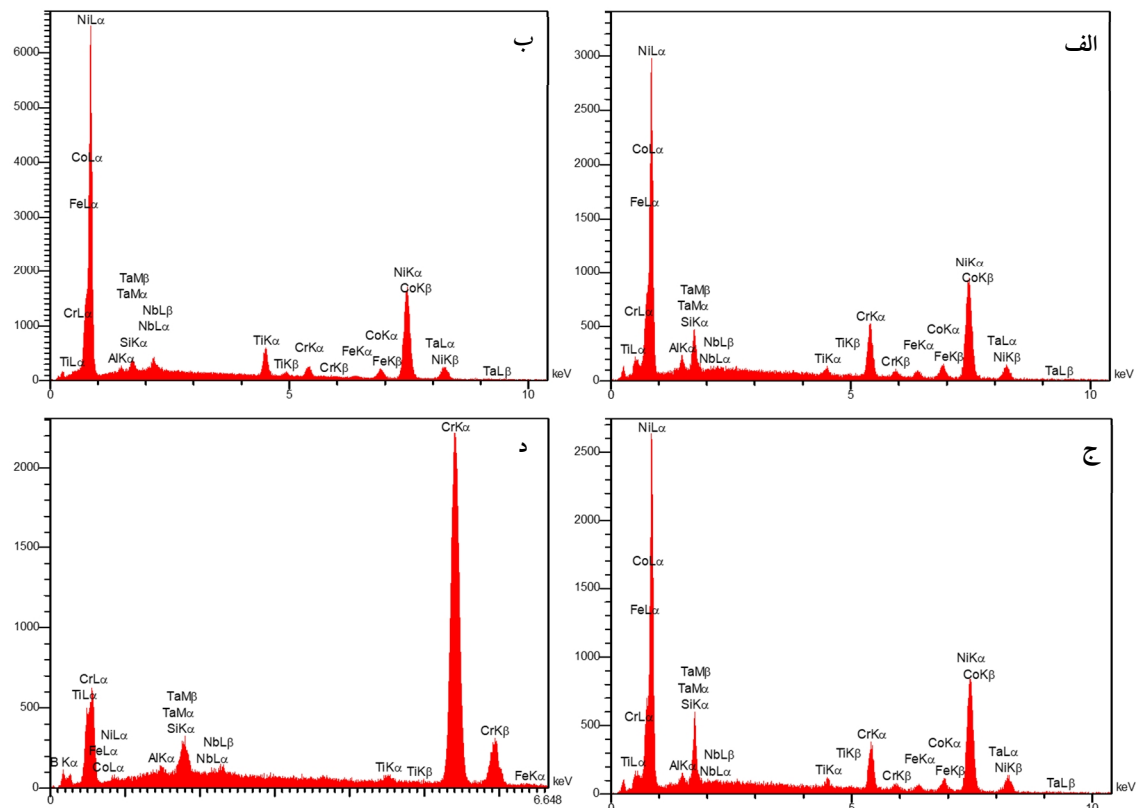 ب
NiLα
6000
5000
CoLα
4000
FeLα
3000
TaMβ
NiKα
2000
TaMα
CoKβ
CrLα
NbLβ
NbLα
TiKα
CoKα
TaLα
1000
SiKα
CrKα
FeKα
TiLα
AlKα
TiKβ
CrKβ
FeKβ
NiKβ
TaLβ
0
keV
0
5
10
الف
NiLα
3000
2500
CoLα
2000
FeLα
1500
NiKα
1000
TaMβ
CoKβ
CrLα
TaMα
CrKα
CoKα
500
SiKα
TiKβ
FeKα
TaLα
TiLα
AlKα
NbLβ
NbLα
TiKα
CrKβ
FeKβ
NiKβ
TaLβ
0
keV
0
5
10
د
CrKα
2000
1500
1000
CrLα
TiLα
TaMβ
500
TaMα
NiLα
SiKα
CrKβ
FeLα
NbLβ
B Kα
CoLα
AlKα
NbLα
TiKα
TiKβ
FeKα
0
keV
0
6.648
ج
NiLα
2500
2000
CoLα
1500
FeLα
1000
NiKα
TaMβ
CoKβ
TaMα
CrLα
SiKα
500
CrKα
CoKα
NbLβ
TiKβ
FeKα
TaLα
TiLα
AlKα
NbLα
TiKα
CrKβ
FeKβ
NiKβ
TaLβ
0
keV
0
5
10